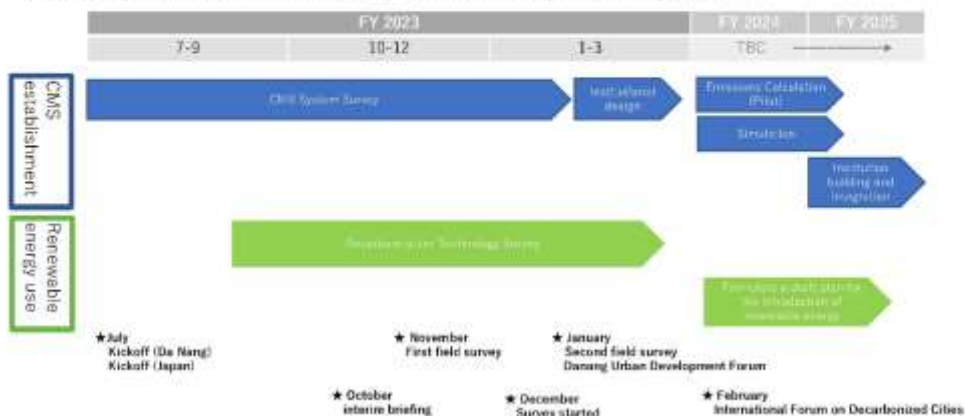 FY 2023
FY 2024
FY 2025
7-9
10-12
1-3
TBC
CMS
establishment
CMS System Survey
Institutional
design
Emissions Calculation
(Pilot)
Simulation
Institution
building and
integration
Renewable
energy use
Technology Survey
Formulate a draft plan for
the introduction of
renewable energy
★July
Kickoff (Da Nang)
Kickoff (Japan)
★ November
First field survey
★ January
Second field survey
Danang Urban Development Forum
★ October
interim briefing
★ December
Survey started
★ February
International Forum on Decarbonized Cities